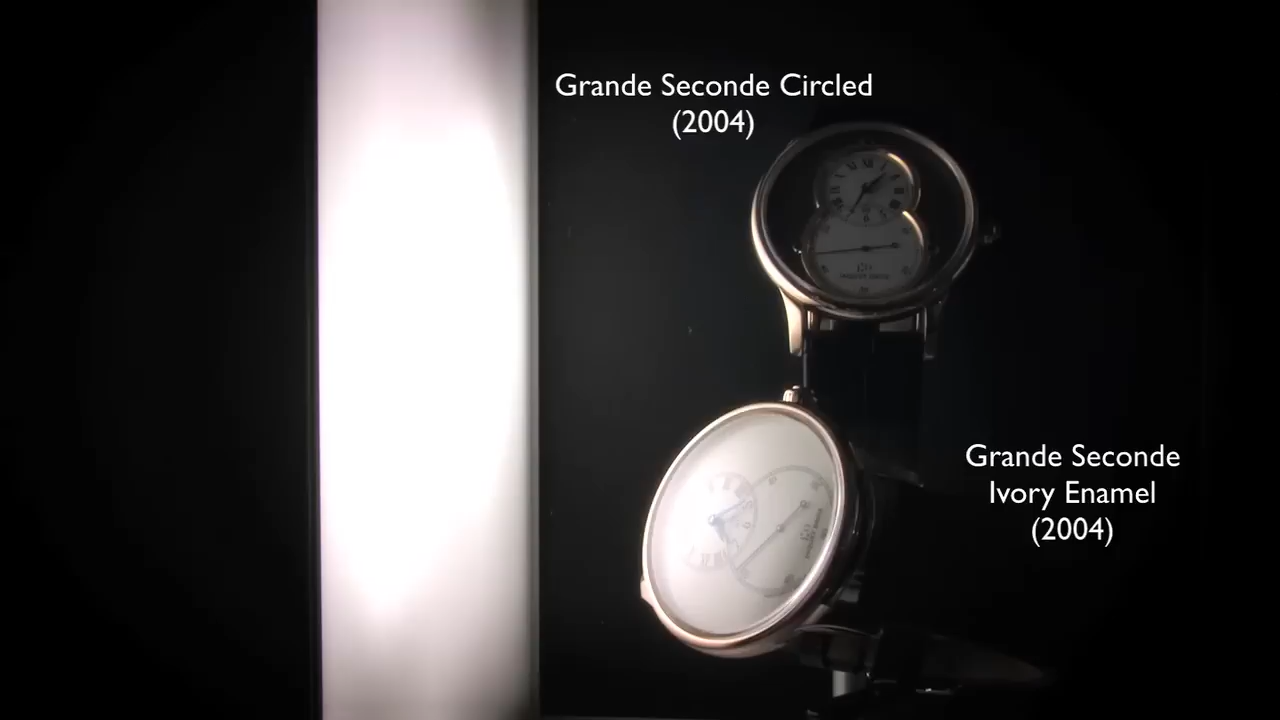 Grande Seconde Circled
(2004)
Grande Seconde
Ivory Enamel
(2004)